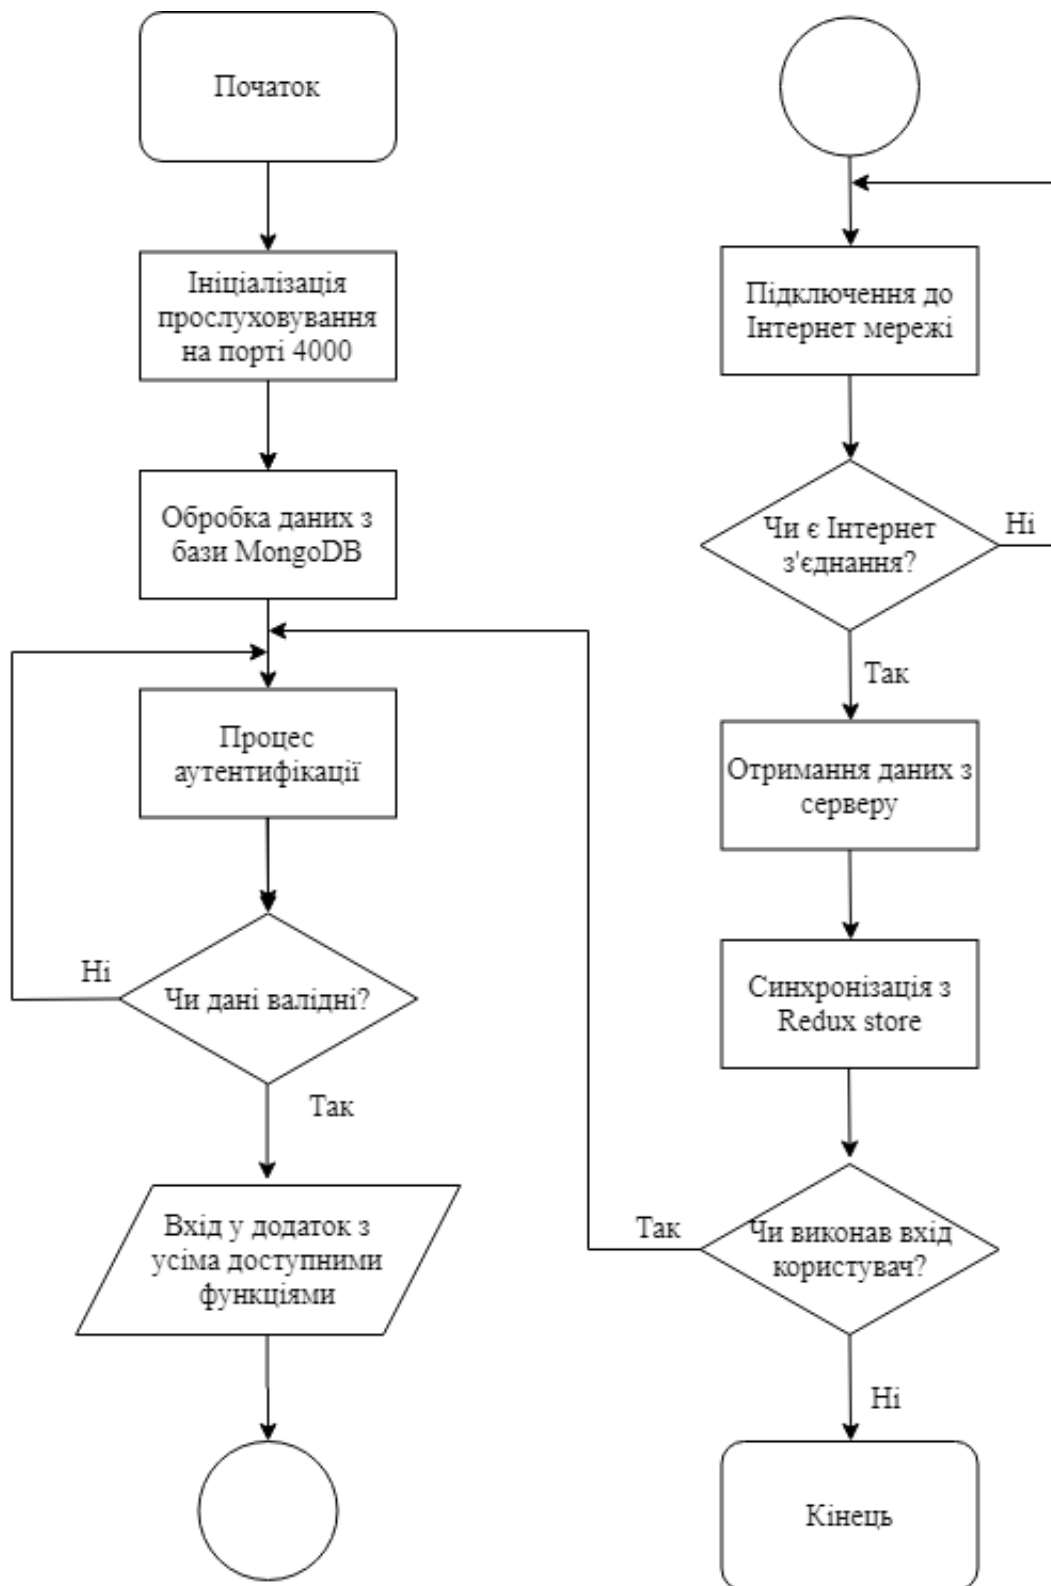 Початок
Ініціалізація
прослуховування
на порті 4000
Обробка даних з
бази MongoDB
Процес
аутентифікації
Ні
Чи дані валідні?
Так
Вхід у додаток з
усіма доступними
функціями
Підключення до
Інтернет мережі
Чи є Інтернет
з'єднання?
Ні
Так
Отримання даних з
серверу
Синхронізація з
Redux store
Так
Чи виконав вхід
користувач?
Ні
Кінець